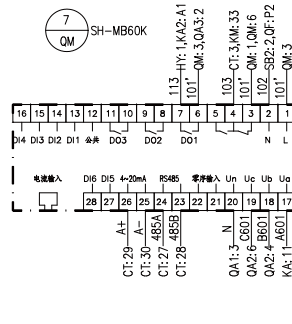 7
QM
SH-MB60K
HY: 1,KA2: A1
QM: 3,QA3: 2
CT: 3,KM: 33
QM: 1,QM: 6
SB2: 2,QF: P2
QM: 3
113
101'
103
101'
102
101'
16 15 14 13 12 11 10 9 8 7 6 5 4 3 2 1
DI4 DI3 DI2 DI1 公共 DO3 DO2 DO1 N L
电流输入 DI6 DI5 4~20mA RS485 零序输入 Un Uc Ub Ua
28 27 26 25 24 23 22 21 20 19 18 17
A+
A-
485A
485B
N
C601
B601
A601
CT: 29
CT: 30
CT: 27
CT: 28
QA1: 3
QA2: 6
QA2: 4
KA: 11